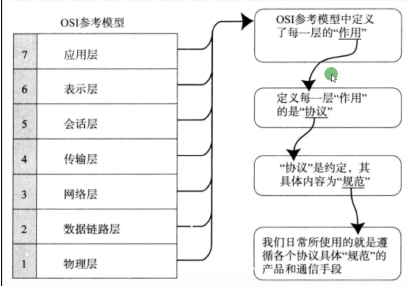 OSI参考模型
7 应用层
6 表示层
5 会话层
4 传输层
3 网络层
2 数据链路层
1 物理层
OSI参考模型中定义
了每一层的“作用”
定义每一层“作用”
的是“协议”
“协议”是约定，其
具体内容为“规范”
我们日常所使用的就是遵
循各个协议具体“规范”的
产品和通信手段